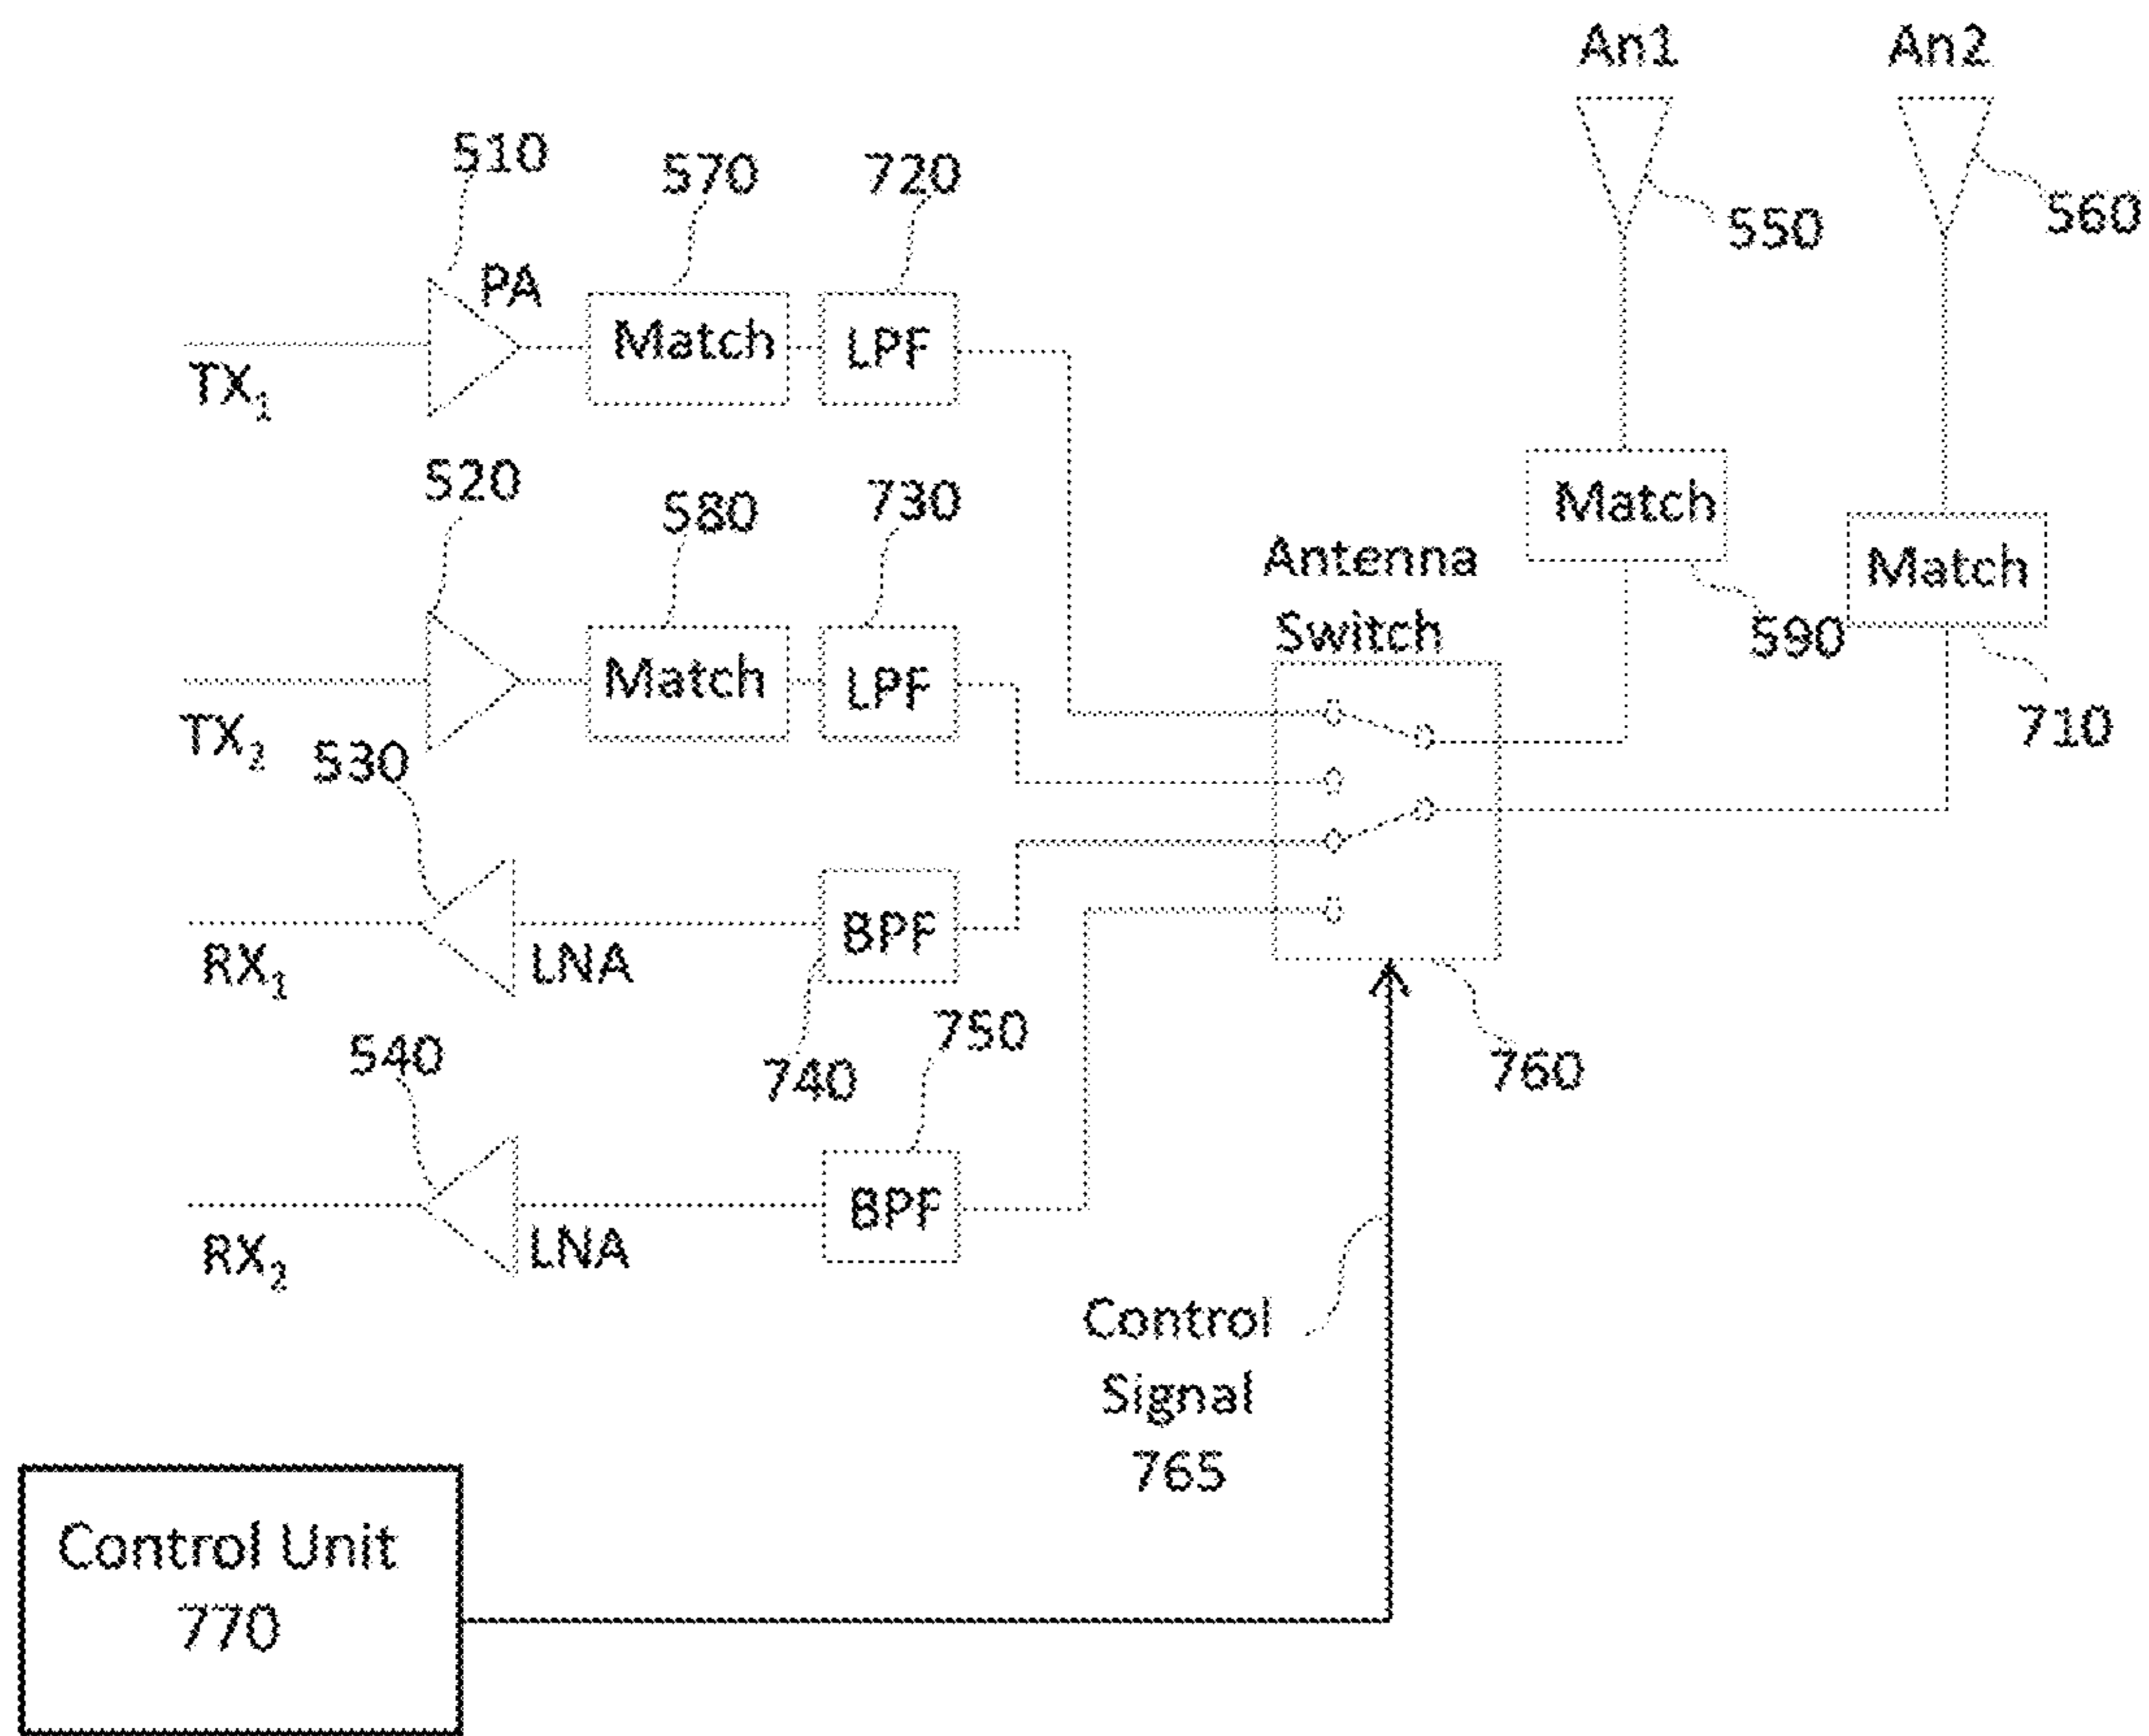 An1 An2
510
570
720
550
560
PA
Match
LPF
TX1
520
580
730
Match
Antenna
Switch
Match
590
Match
LPF
710
TX2
530
BPF
RX1
LNA
740
750
760
540
BPF
RX2
LNA
Control
Signal
765
Control Unit
770